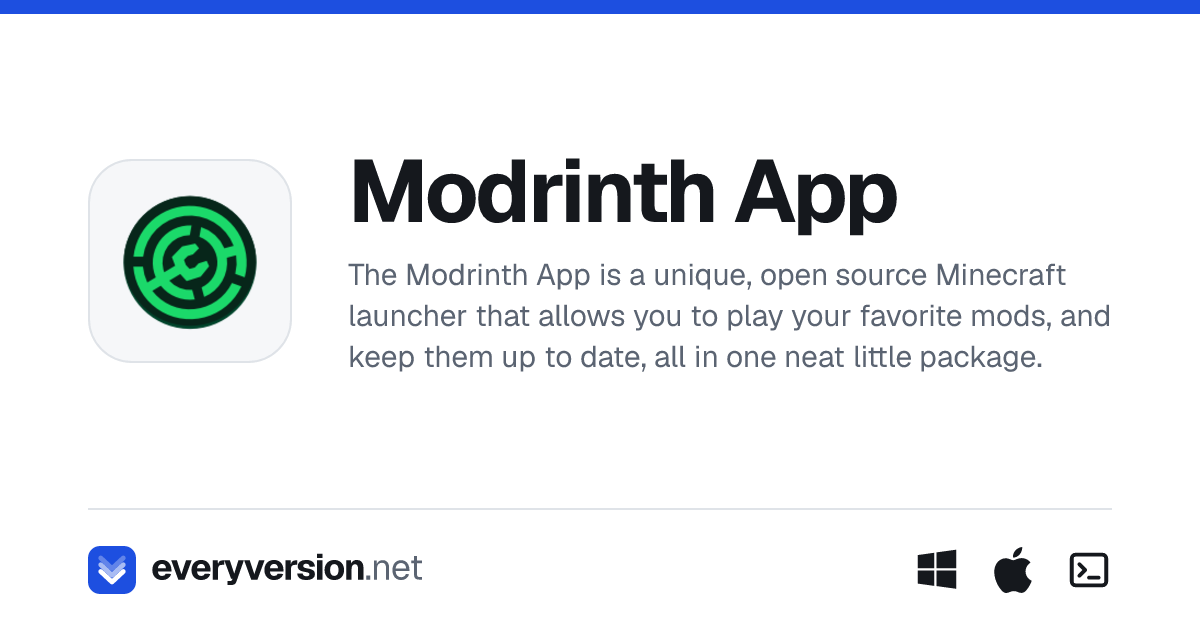 Modrinth App
The Modrinth App is a unique, open source Minecraft
launcher that allows you to play your favorite mods, and
keep them up to date, all in one neat little package.
everyversion.net